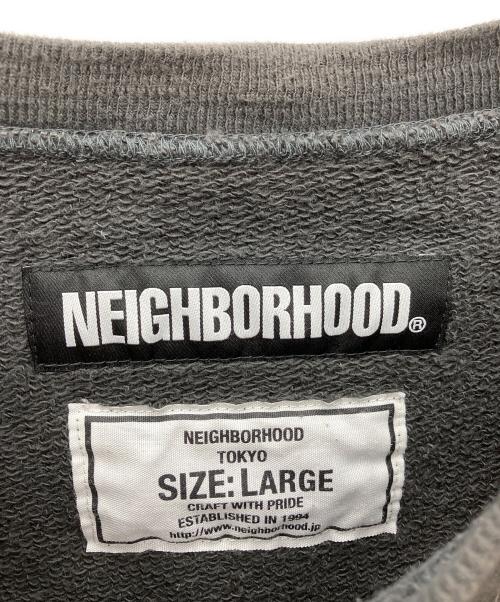 NEIGHBORHOOD®
NEIGHBORHOOD
TOKYO
SIZE: LARGE
CRAFT WITH PRIDE
ESTABLISHED IN 1994
http://www.neighborhood.jp